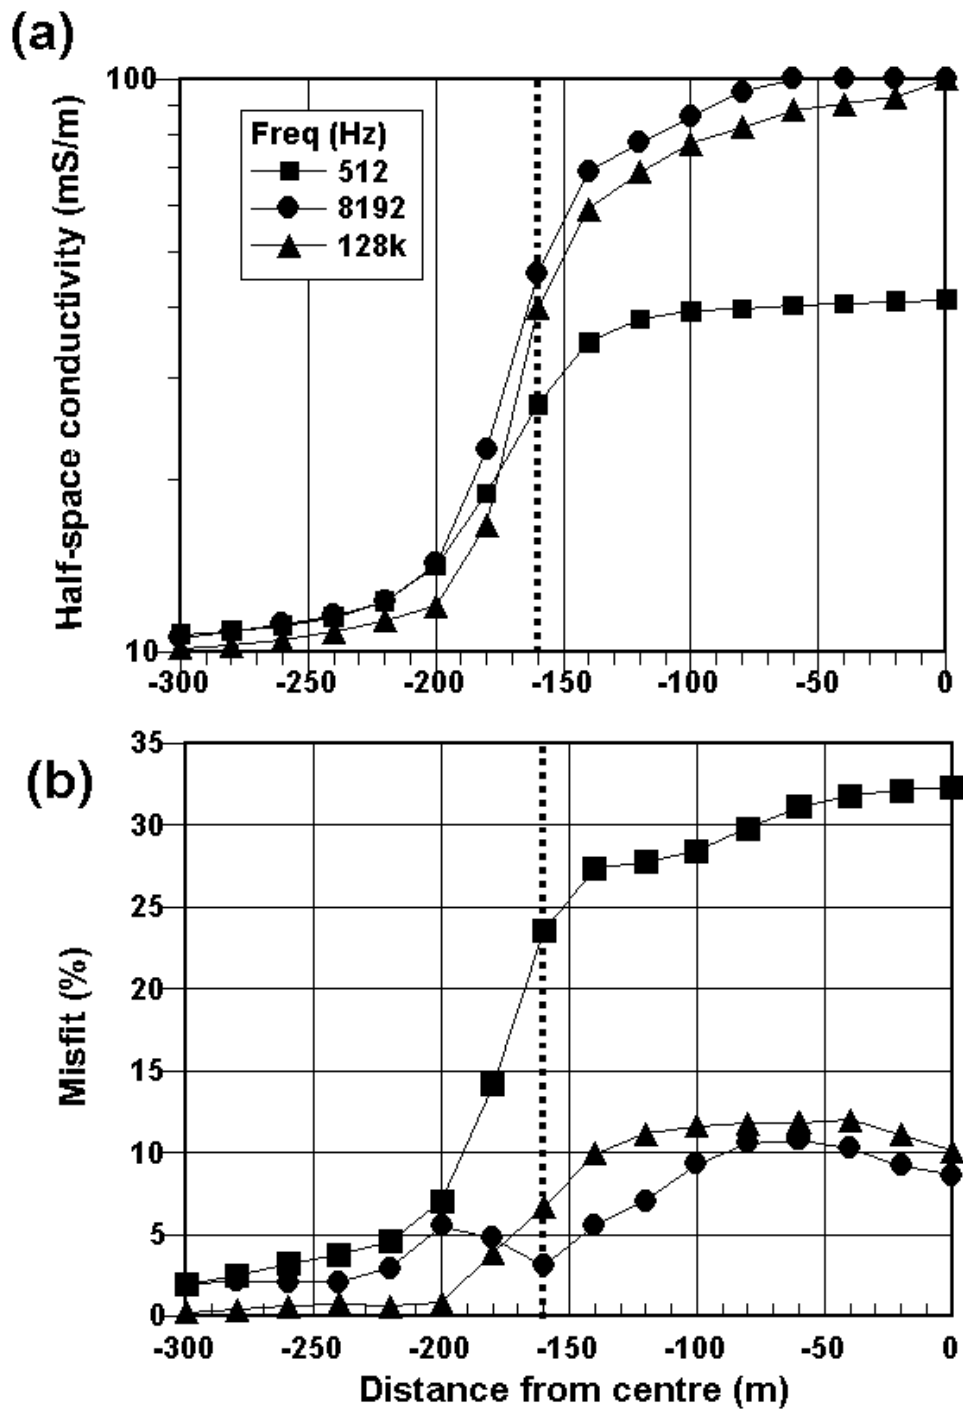 (a)
Half-space conductivity (mS/m)
100
10
Freq (Hz)
512
8192
128k
-300 -250 -200 -150 -100 -50 0
(b)
Misfit (%)
35
30
25
20
15
10
5
0
-300 -250 -200 -150 -100 -50 0
Distance from centre (m)